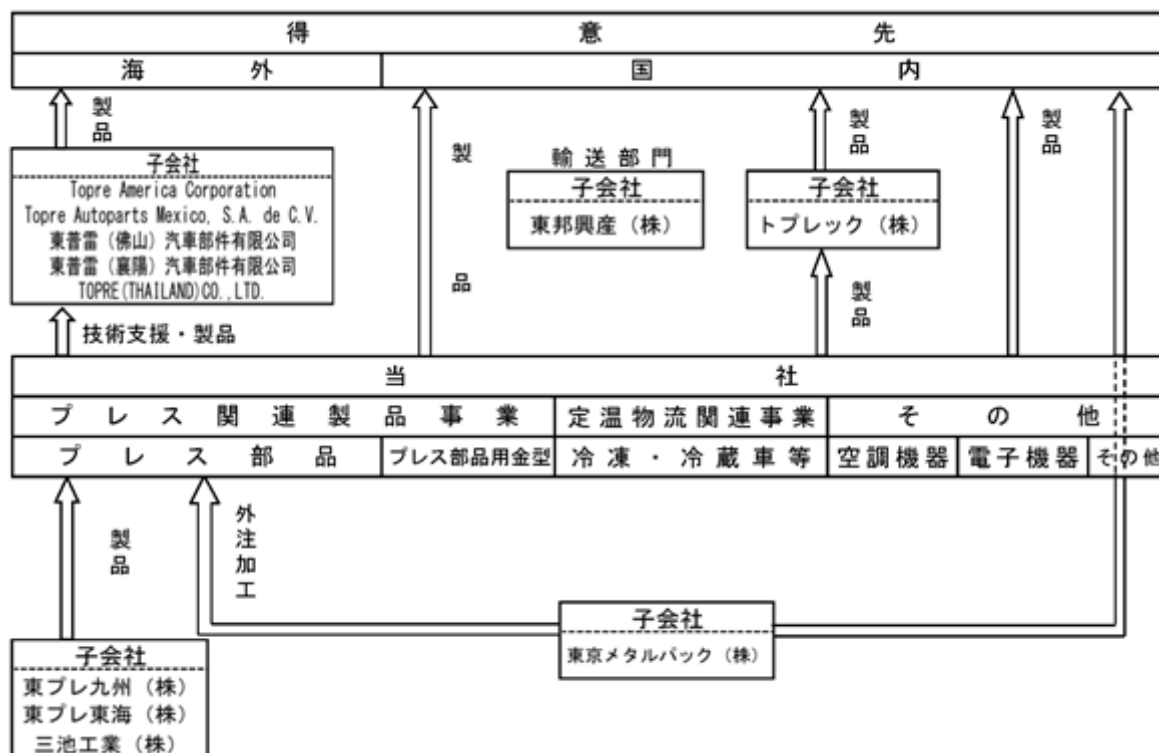 得意先
海外
国内
製品
子会社
Topre America Corporation
Topre Autoparts Mexico, S.A. de C.V.
東普雷（佛山）汽車部件有限公司
東普雷（襄陽）汽車部件有限公司
TOPRE(THAILAND)CO.,LTD.
技術支援・製品
製品
輸送部門
子会社
東邦興産（株）
製品
子会社
トプレック（株）
製品
製品
当社
プレス関連製品事業
定温物流関連事業
その他
プレス部品
プレス部品用金型
冷凍・冷蔵車等
空調機器
電子機器
その他
製品
外注加工
子会社
東プレ九州（株）
東プレ東海（株）
三池工業（株）
子会社
東京メタルパック（株）